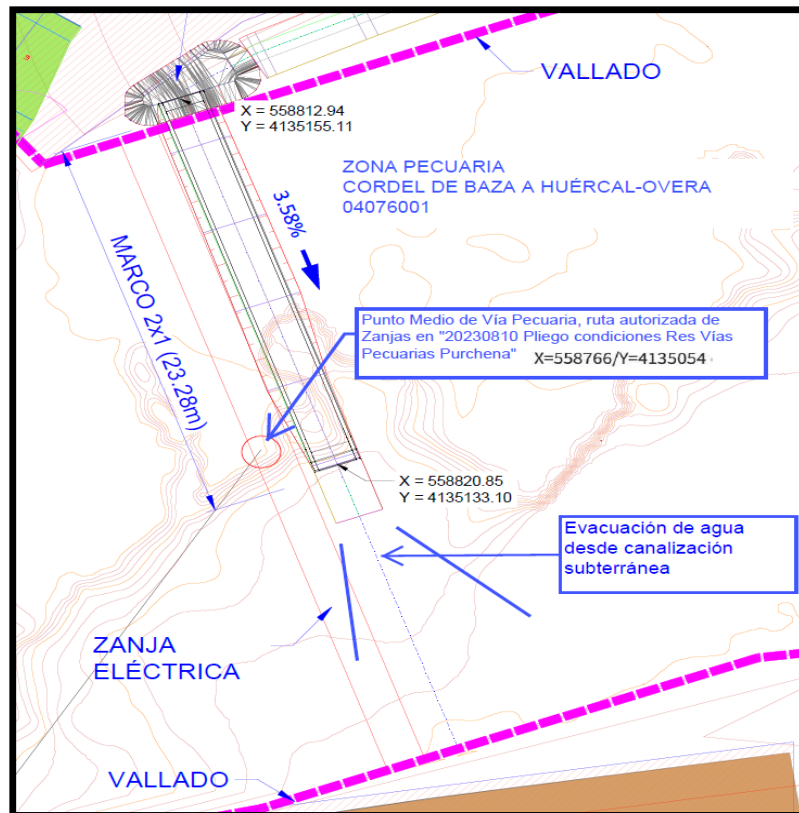 VALLADO
X = 558812.94
Y = 4135155.11
ZONA PECUARIA
CORDEL DE BAZA A HUÉRCAL-OVERA
04076001
3.58%
MARCO 2x1 (23.28m)
Punto Medio de Vía Pecuaria, ruta autorizada de
Zanjas en "20230810 Pliego condiciones Res Vías
Pecuarias Purchena" X=558766/Y=4135054
X = 558820.85
Y = 4135133.10
Evacuación de agua
desde canalización
subterránea
ZANJA
ELÉCTRICA
VALLADO